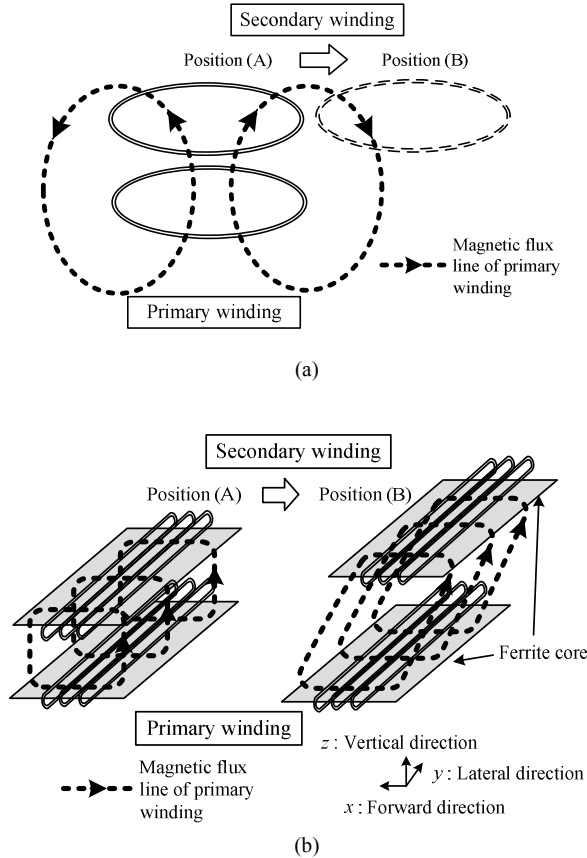 Secondary winding
Position (A)
Position (B)
Magnetic flux
line of primary
winding
Primary winding
(a)
Secondary winding
Position (A)
Position (B)
Ferrite core
Primary winding
Magnetic flux
line of primary
winding
z : Vertical direction
y : Lateral direction
x : Forward direction
(b)